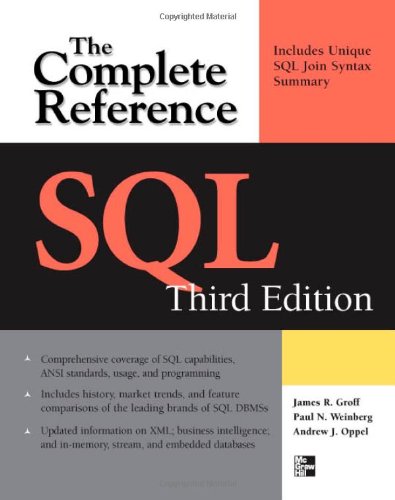 The
Complete
Reference
Includes Unique
SQL Join Syntax
Summary
SQL
Third Edition
Comprehensive coverage of SQL capabilities,
ANSI standards, usage, and programming
Includes history, market trends, and feature
comparisons of the leading brands of SQL DBMSs
Updated information on XML; business intelligence;
and in-memory, stream, and embedded databases
James R. Groff
Paul N. Weinberg
Andrew J. Oppel
Mc
Graw
Hill
Copyrighted Material
Copyrighted Material